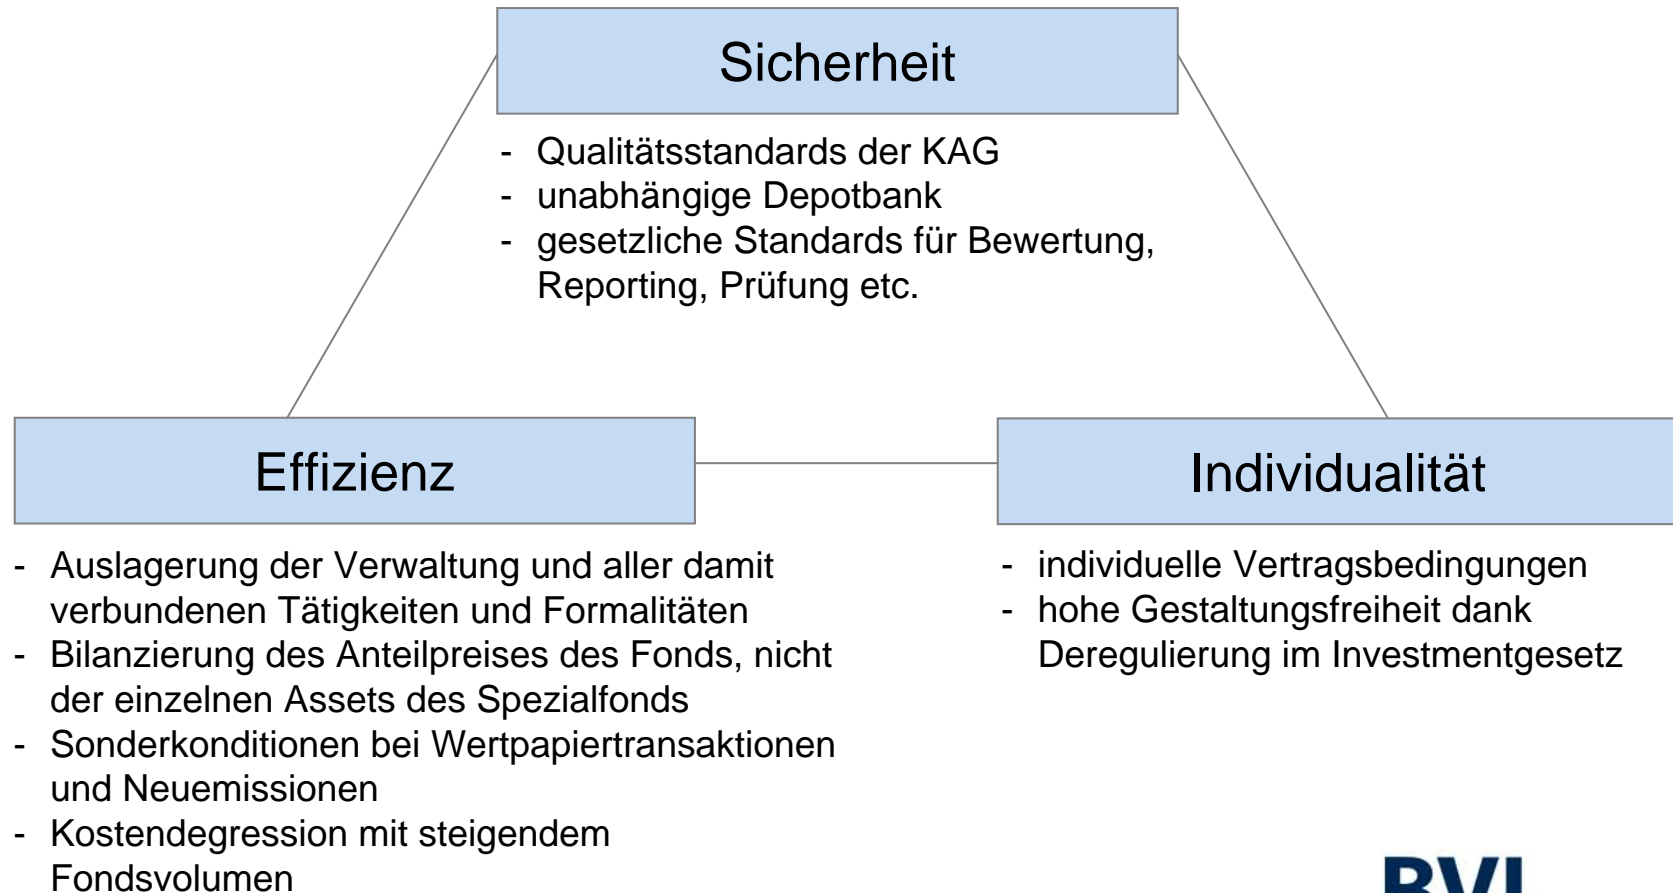 Sicherheit
- Qualitätsstandards der KAG
- unabhängige Depotbank
- gesetzliche Standards für Bewertung,
Reporting, Prüfung etc.
Effizienz
- Auslagerung der Verwaltung und aller damit
verbundenen Tätigkeiten und Formalitäten
- Bilanzierung des Anteilpreises des Fonds, nicht
der einzelnen Assets des Spezialfonds
- Sonderkonditionen bei Wertpapiertransaktionen
und Neuemissionen
- Kostendegression mit steigendem
Fondsvolumen
Individualität
- individuelle Vertragsbedingungen
- hohe Gestaltungsfreiheit dank
Deregulierung im Investmentgesetz
BVI